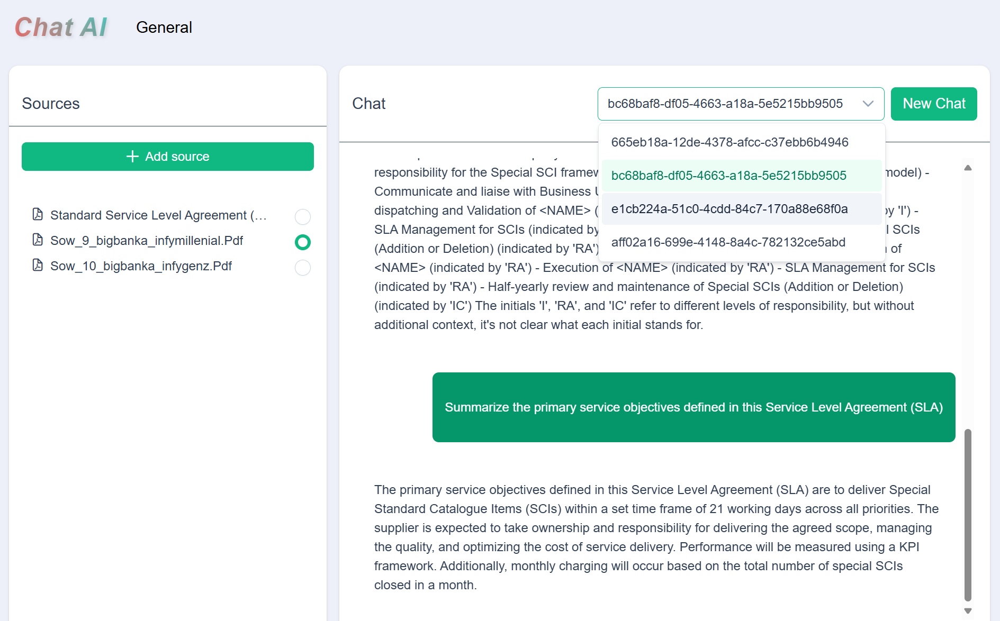 Chat AI
General
Sources
Add source
Standard Service Level Agreement (...
Sow_9_bigbanka_infymillenial.Pdf
Sow_10_bigbanka_infygenz.Pdf
Chat
bc68baf8-df05-4663-a18a-5e5215bb9505
New Chat
665eb18a-12de-4378-afcc-c37ebb6b4946
bc68baf8-df05-4663-a18a-5e5215bb9505
e1cb224a-51c0-4cdd-84c7-170a88e68f0a
aff02a16-699e-4148-8a4c-782132ce5abd
responsibility for the Special SCI model) -
Communicate and liaise with Business
dispatching and Validation of <NAME> ( by 'I') -
SLA Management for SCIs (indicated by SCIs
(Addition or Deletion) (indicated by 'RA') of
<NAME> (indicated by 'RA') - Execution of <NAME> (indicated by 'RA') - SLA Management for SCIs
(indicated by 'RA') - Half-yearly review and maintenance of Special SCIs (Addition or Deletion)
(indicated by 'IC') The initials 'I', 'RA', and 'IC' refer to different levels of responsibility, but without
additional context, it's not clear what each initial stands for.
Summarize the primary service objectives defined in this Service Level Agreement (SLA)
The primary service objectives defined in this Service Level Agreement (SLA) are to deliver Special
Standard Catalogue Items (SCIs) within a set time frame of 21 working days across all priorities. The
supplier is expected to take ownership and responsibility for delivering the agreed scope, managing
the quality, and optimizing the cost of service delivery. Performance will be measured using a KPI
framework. Additionally, monthly charging will occur based on the total number of special SCIs
closed in a month.